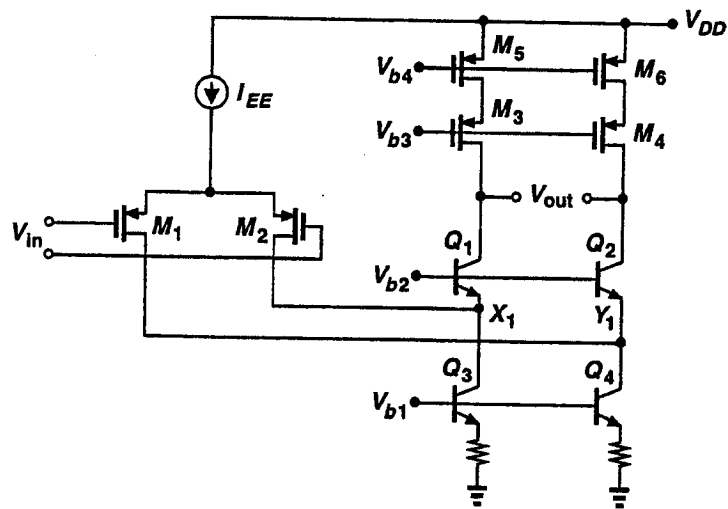 V_DD
M_5
V_b4
M_6
I_EE
M_3
V_b3
M_4
V_out
V_in
M_1
M_2
Q_1
Q_2
V_b2
X_1
Y_1
Q_3
Q_4
V_b1